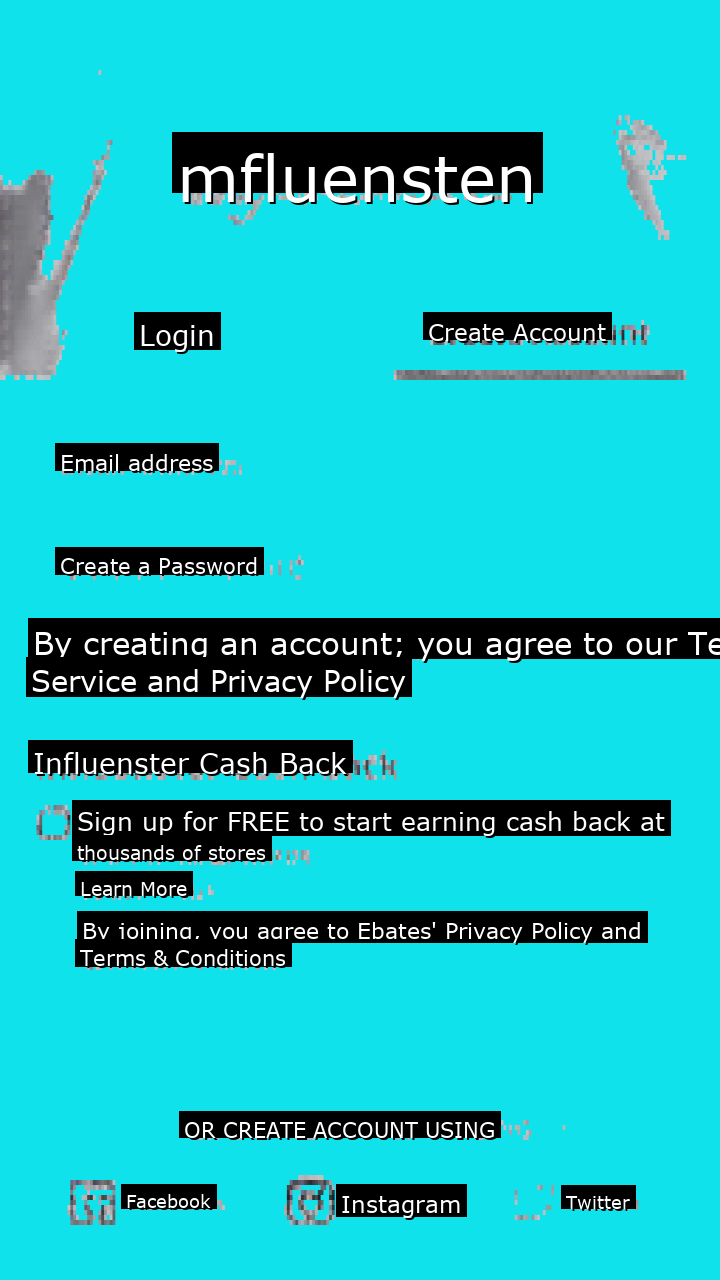 mfluensten
Login
Create Account
Email address
Create a Password
By creating an account; you agree to our Te
Service and Privacy Policy
Influenster Cash Back
Sign up for FREE to start earning cash back at
thousands of stores
Learn More
By joining, you agree to Ebates' Privacy Policy and
Terms & Conditions
OR CREATE ACCOUNT USING
Facebook
Instagram
Twitter